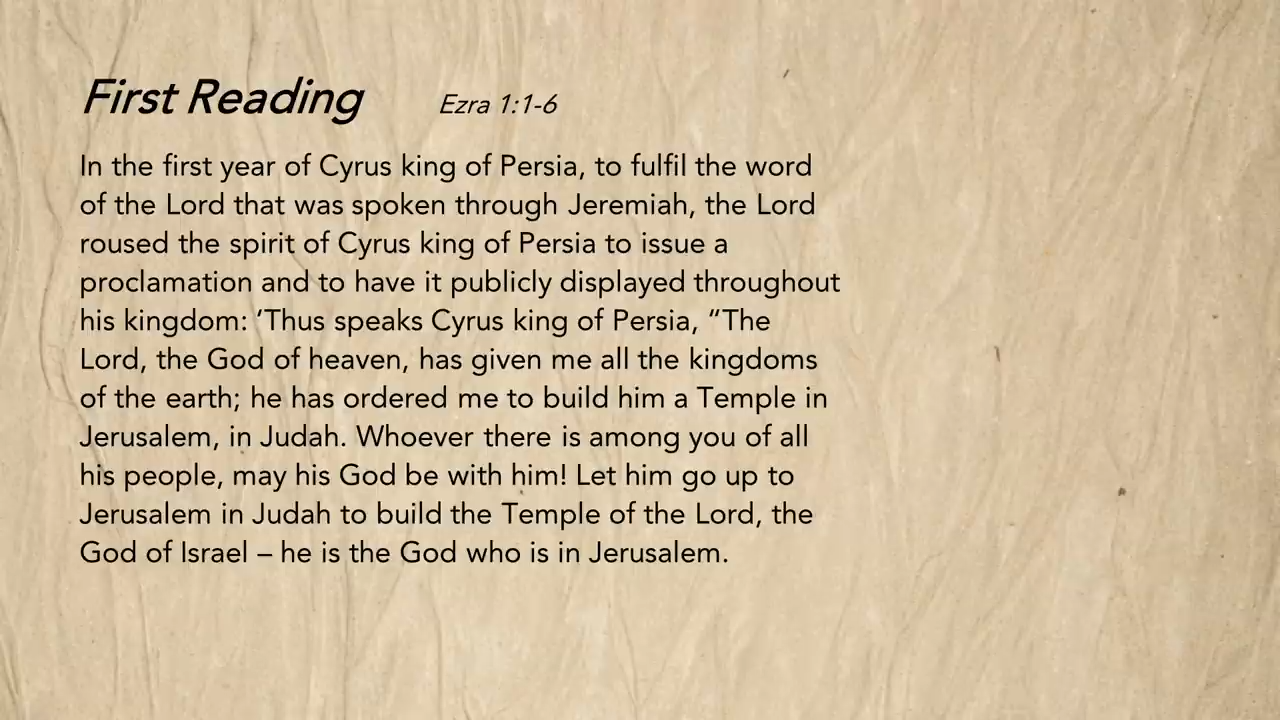 First Reading Ezra 1:1-6
In the first year of Cyrus king of Persia, to fulfil the word
of the Lord that was spoken through Jeremiah, the Lord
roused the spirit of Cyrus king of Persia to issue a
proclamation and to have it publicly displayed throughout
his kingdom: ‘Thus speaks Cyrus king of Persia, “The
Lord, the God of heaven, has given me all the kingdoms
of the earth; he has ordered me to build him a Temple in
Jerusalem, in Judah. Whoever there is among you of all
his people, may his God be with him! Let him go up to
Jerusalem in Judah to build the Temple of the Lord, the
God of Israel – he is the God who is in Jerusalem.